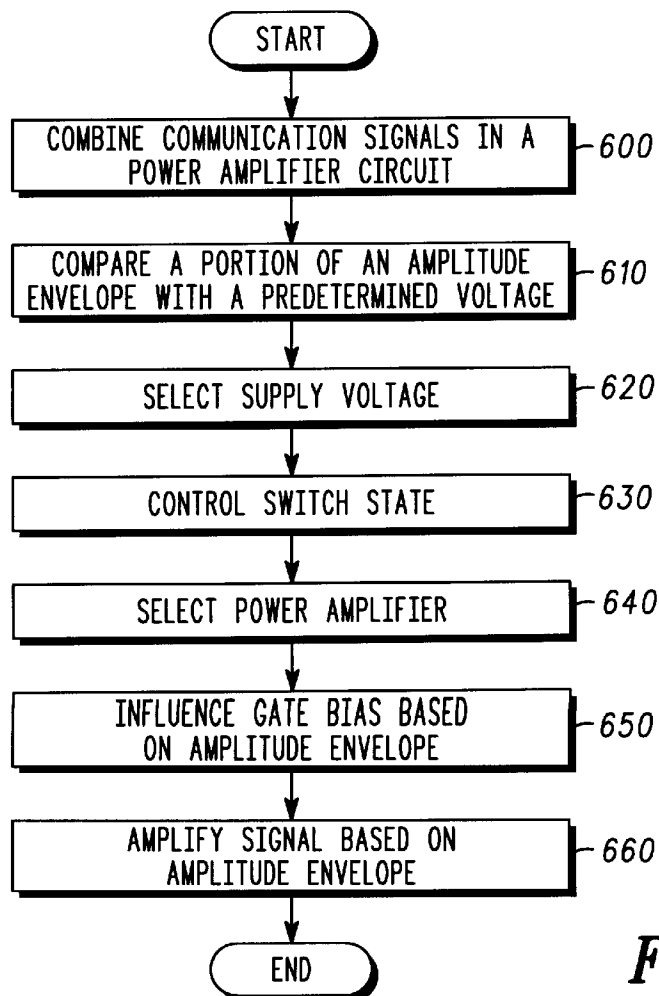 START
COMBINE COMMUNICATION SIGNALS IN A
POWER AMPLIFIER CIRCUIT
600
COMPARE A PORTION OF AN AMPLITUDE
ENVELOPE WITH A PREDETERMINED VOLTAGE
610
SELECT SUPPLY VOLTAGE
620
CONTROL SWITCH STATE
630
SELECT POWER AMPLIFIER
640
INFLUENCE GATE BIAS BASED
ON AMPLITUDE ENVELOPE
650
AMPLIFY SIGNAL BASED ON
AMPLITUDE ENVELOPE
660
END
F